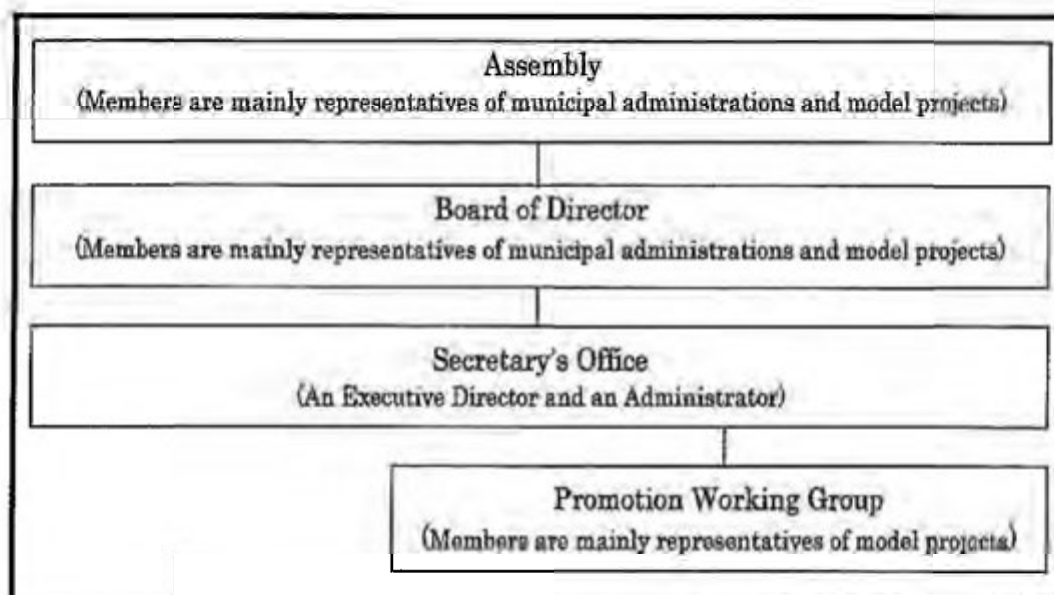 Assembly
(Members are mainly representatives of municipal administrations and model projects)
Board of Director
(Members are mainly representatives of municipal administrations and model projects)
Secretary's Office
(An Executive Director and an Administrator)
Promotion Working Group
(Members are mainly representatives of model projects)